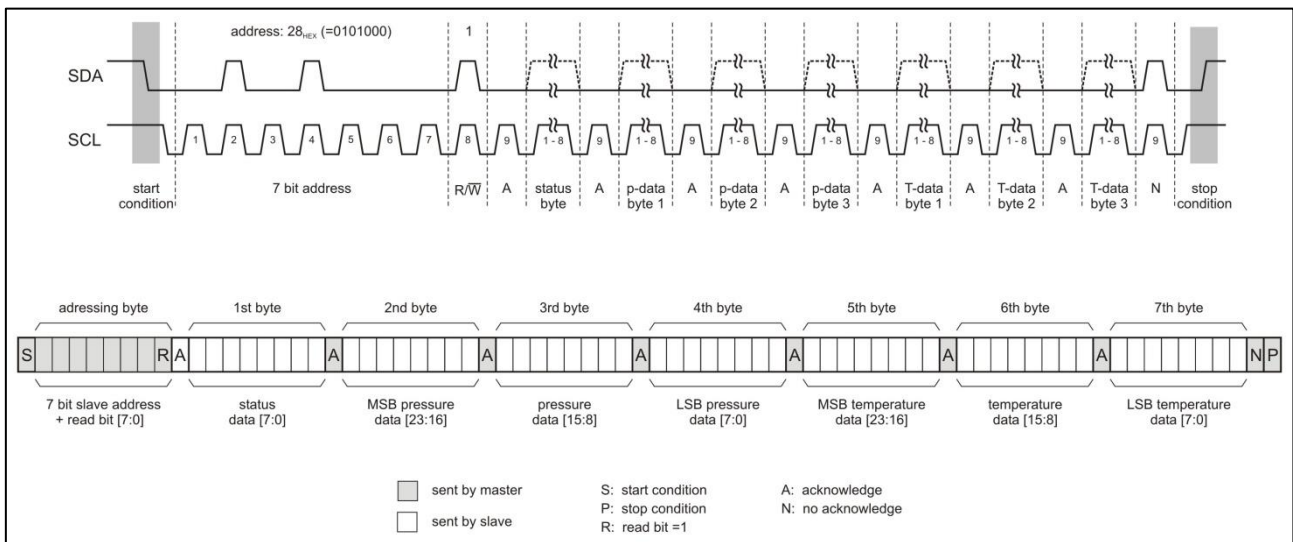 address: 28HEX (=0101000) 1
SDA
SCL 1 2 3 4 5 6 7 8 9 1 - 8 9 1 - 8 9 1 - 8 9 1 - 8 9 1 - 8 9 1 - 8 9 1 - 8 9
start condition
7 bit address
R/W̅
A
status byte
A
p-data byte 1
A
p-data byte 2
A
p-data byte 3
A
T-data byte 1
A
T-data byte 2
A
T-data byte 3
N
stop condition
adressing byte 1st byte 2nd byte 3rd byte 4th byte 5th byte 6th byte 7th byte
S R A A A A A A A N P
7 bit slave address + read bit [7:0]
status data [7:0]
MSB pressure data [23:16]
pressure data [15:8]
LSB pressure data [7:0]
MSB temperature data [23:16]
temperature data [15:8]
LSB temperature data [7:0]
sent by master
sent by slave
S: start condition
P: stop condition
R: read bit =1
A: acknowledge
N: no acknowledge